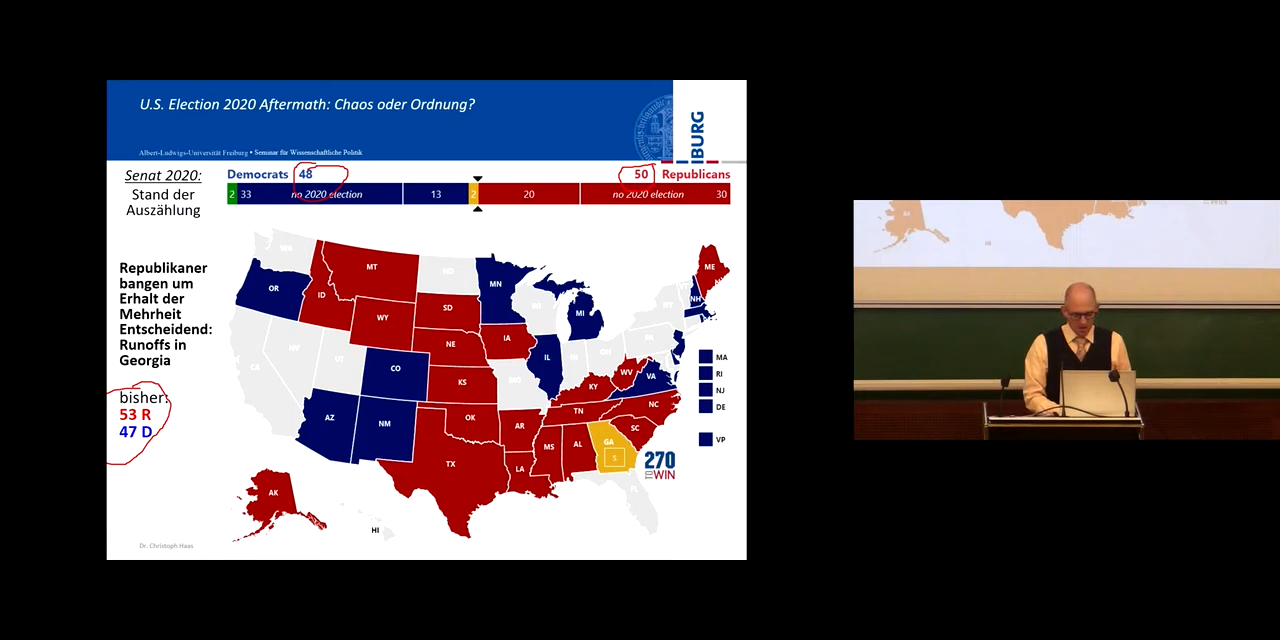 U.S. Election 2020 Aftermath: Chaos oder Ordnung?
BURG
Albert-Ludwigs-Universität Freiburg • Seminar für Wissenschaftliche Politik
Senat 2020:
Stand der
Auszählung
Democrats 48
50 Republicans
2 33 no 2020 election 13 2 20 no 2020 election 30
Republikaner
bangen um
Erhalt der
Mehrheit
Entscheidend:
Runoffs in
Georgia
bisher:
53 R
47 D
WA
MT
ND
MN
ME
OR
ID
SD
WI
MI
NH
VT
WY
NE
IA
PA
NV
UT
CO
IL
IN
OH
WV
VA
CA
KS
MO
KY
AZ
NM
OK
AR
TN
NC
SC
TX
LA
MS
AL
GA
S
FL
AK
HI
MA
RI
NJ
DE
VP
270
TO
WIN
Dr. Christoph Haas